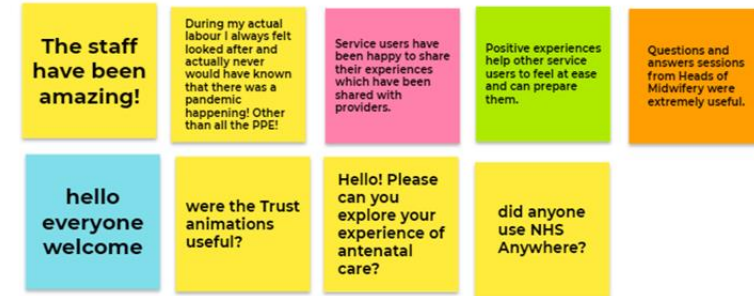 The staff
have been
amazing!
During my actual
labour I always felt
looked after and
actually never
would have known
that there was a
pandemic
happening! Other
than all the PPE!
Service users have
been happy to share
their experiences
which have been
shared with
providers.
Positive experiences
help other service
users to feel at ease
and can prepare
them.
Questions and
answers sessions
from Heads of
Midwifery were
extremely useful.
hello
everyone
welcome
were the Trust
animations
useful?
Hello! Please
can you
explore your
experience of
antenatal
care?
did anyone
use NHS
Anywhere?